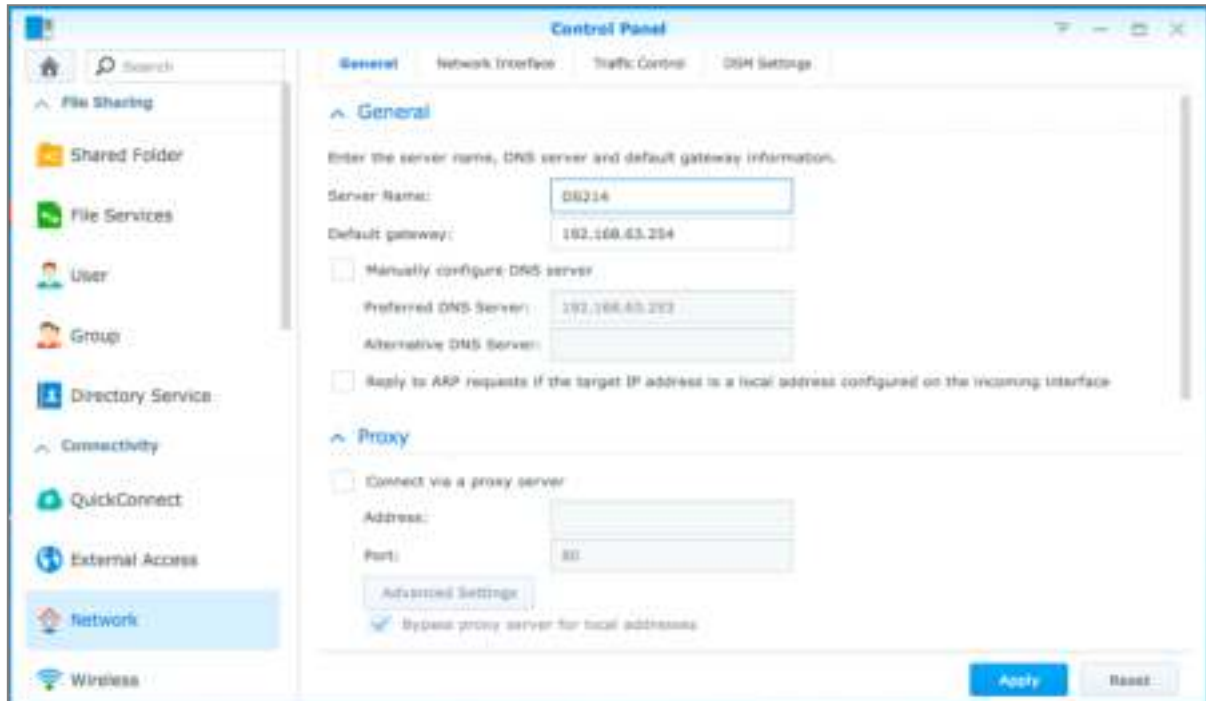 Control Panel
Search
General Network Interface Traffic Control DSM Settings
File Sharing
General
Shared Folder
Enter the server name, DNS server and default gateway information.
Server Name: DS214
File Services
Default gateway: 192.168.63.254
Manually configure DNS server
User
Preferred DNS Server:
Group
Alternative DNS Server:
Reply to ARP requests if the target IP address is a local address configured on the incoming interface
Directory Service
Connectivity
Proxy
Connect via a proxy server
QuickConnect
Address:
External Access
Port: 80
Advanced Settings
Network
Bypass proxy server for local addresses
Wireless
Apply Reset